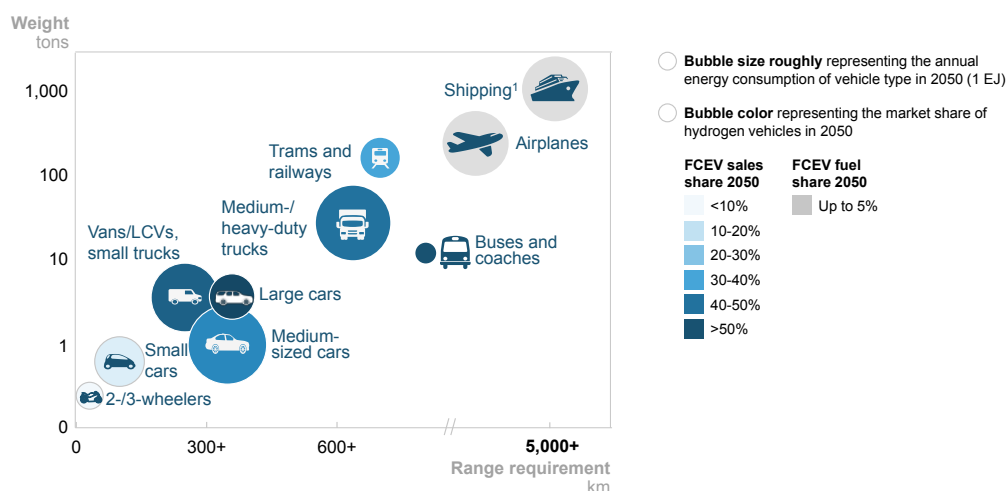 Weight
tons
1,000
100
10
1
0
0
300+
600+
5,000+
Range requirement
km
Shipping¹
Airplanes
Trams and
railways
Medium-/
heavy-duty
trucks
Buses and
coaches
Vans/LCVs,
small trucks
Large cars
Medium-
sized cars
Small
cars
2-/3-wheelers
Bubble size roughly representing the annual
energy consumption of vehicle type in 2050 (1 EJ)
Bubble color representing the market share of
hydrogen vehicles in 2050
FCEV sales
share 2050
<10%
10-20%
20-30%
30-40%
40-50%
>50%
FCEV fuel
share 2050
Up to 5%